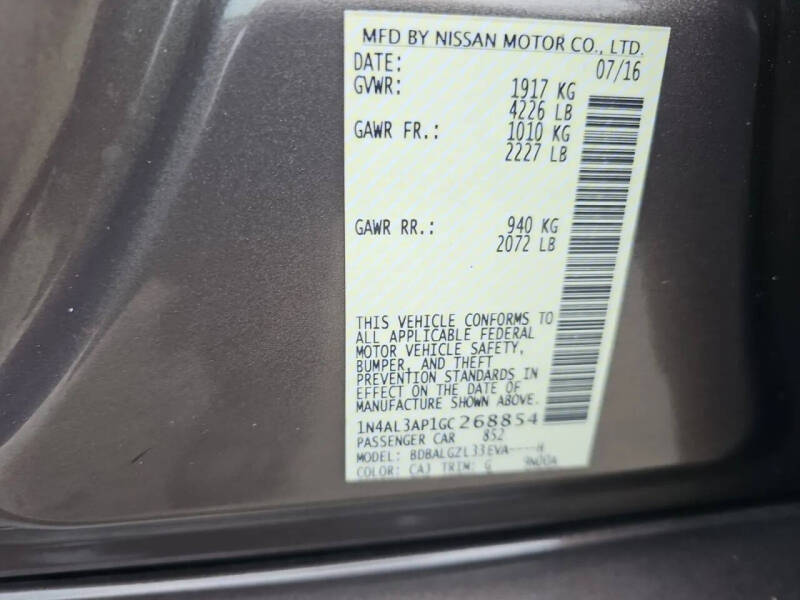 MFD BY NISSAN MOTOR CO., LTD.
DATE: 07/16
GVWR: 1917 KG
4226 LB
GAWR FR.: 1010 KG
2227 LB
GAWR RR.: 940 KG
2072 LB
THIS VEHICLE CONFORMS TO
ALL APPLICABLE FEDERAL
MOTOR VEHICLE SAFETY,
BUMPER, AND THEFT
PREVENTION STANDARDS IN
EFFECT ON THE DATE OF
MANUFACTURE SHOWN ABOVE.
1N4AL3AP1GC268854
PASSENGER CAR 852
MODEL: BDBALGZL33EVA----H
COLOR: CAJ TRIM: G